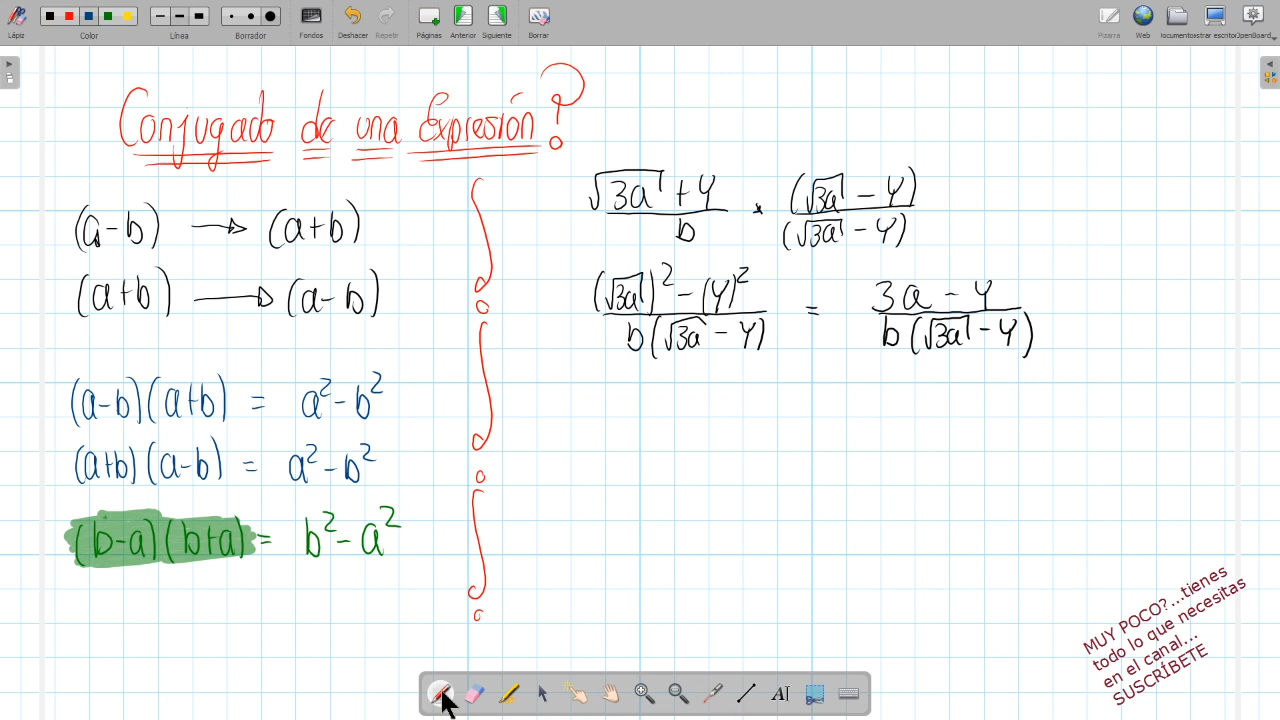 Lápiz Color Línea Borrador Fondos Deshacer Repetir Páginas Anterior Siguiente Borrar Pizarra Web OpenBoard
Conjugado de una Expresión?
(a-b) → (a+b)
(a+b) → (a-b)
(a-b)(a+b) = a²-b²
(a+b)(a-b) = a²-b²
(b-a)(b+a) = b²-a²
√3a + y / b * (√3a - y) / (√3a - y)
(√3a)² - (y)² / b(√3a - y) = 3a - y / b(√3a - y)
MUY POCO?...tienes
todo lo que necesitas
en el canal...
SUSCRÍBETE
AI